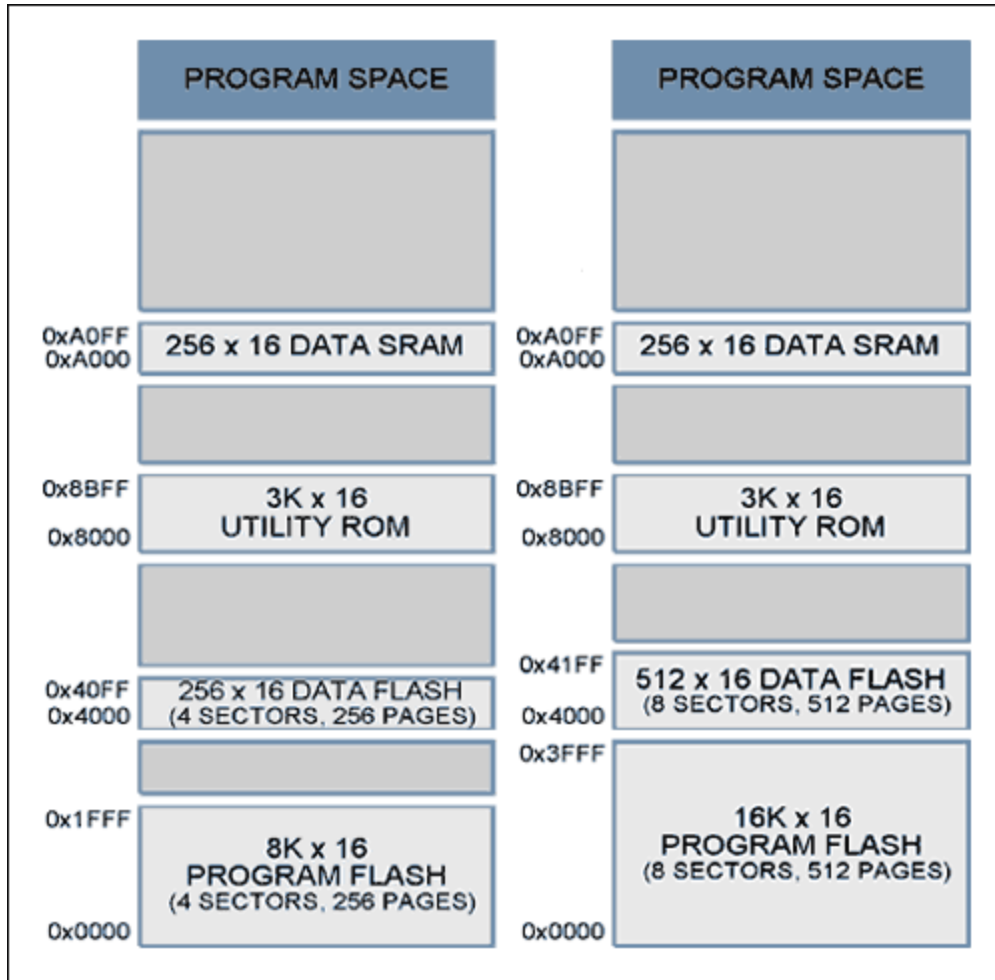 PROGRAM SPACE
0xA0FF
0xA000
256 x 16 DATA SRAM
0x8BFF
0x8000
3K x 16
UTILITY ROM
0x40FF
0x4000
256 x 16 DATA FLASH
(4 SECTORS, 256 PAGES)
0x1FFF
0x0000
8K x 16
PROGRAM FLASH
(4 SECTORS, 256 PAGES)
PROGRAM SPACE
0xA0FF
0xA000
256 x 16 DATA SRAM
0x8BFF
0x8000
3K x 16
UTILITY ROM
0x41FF
0x4000
512 x 16 DATA FLASH
(8 SECTORS, 512 PAGES)
0x3FFF
0x0000
16K x 16
PROGRAM FLASH
(8 SECTORS, 512 PAGES)